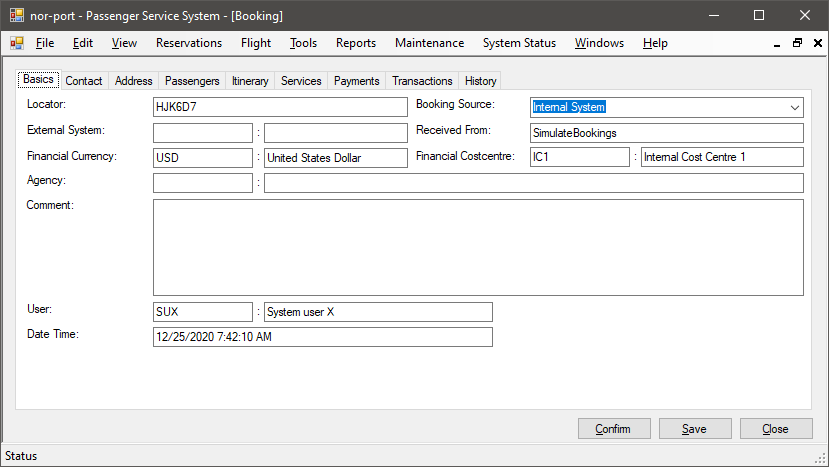 nor-port - Passenger Service System - [Booking]
File Edit View Reservations Flight Tools Reports Maintenance System Status Windows Help
Basics Contact Address Passengers Itinerary Services Payments Transactions History
Locator: HJK6D7 Booking Source: Internal System
External System: : Received From: SimulateBookings
Financial Currency: USD : United States Dollar Financial Costcentre: IC1 : Internal Cost Centre 1
Agency: :
Comment:
User: SUX : System user X
Date Time: 12/25/2020 7:42:10 AM
Confirm Save Close
Status